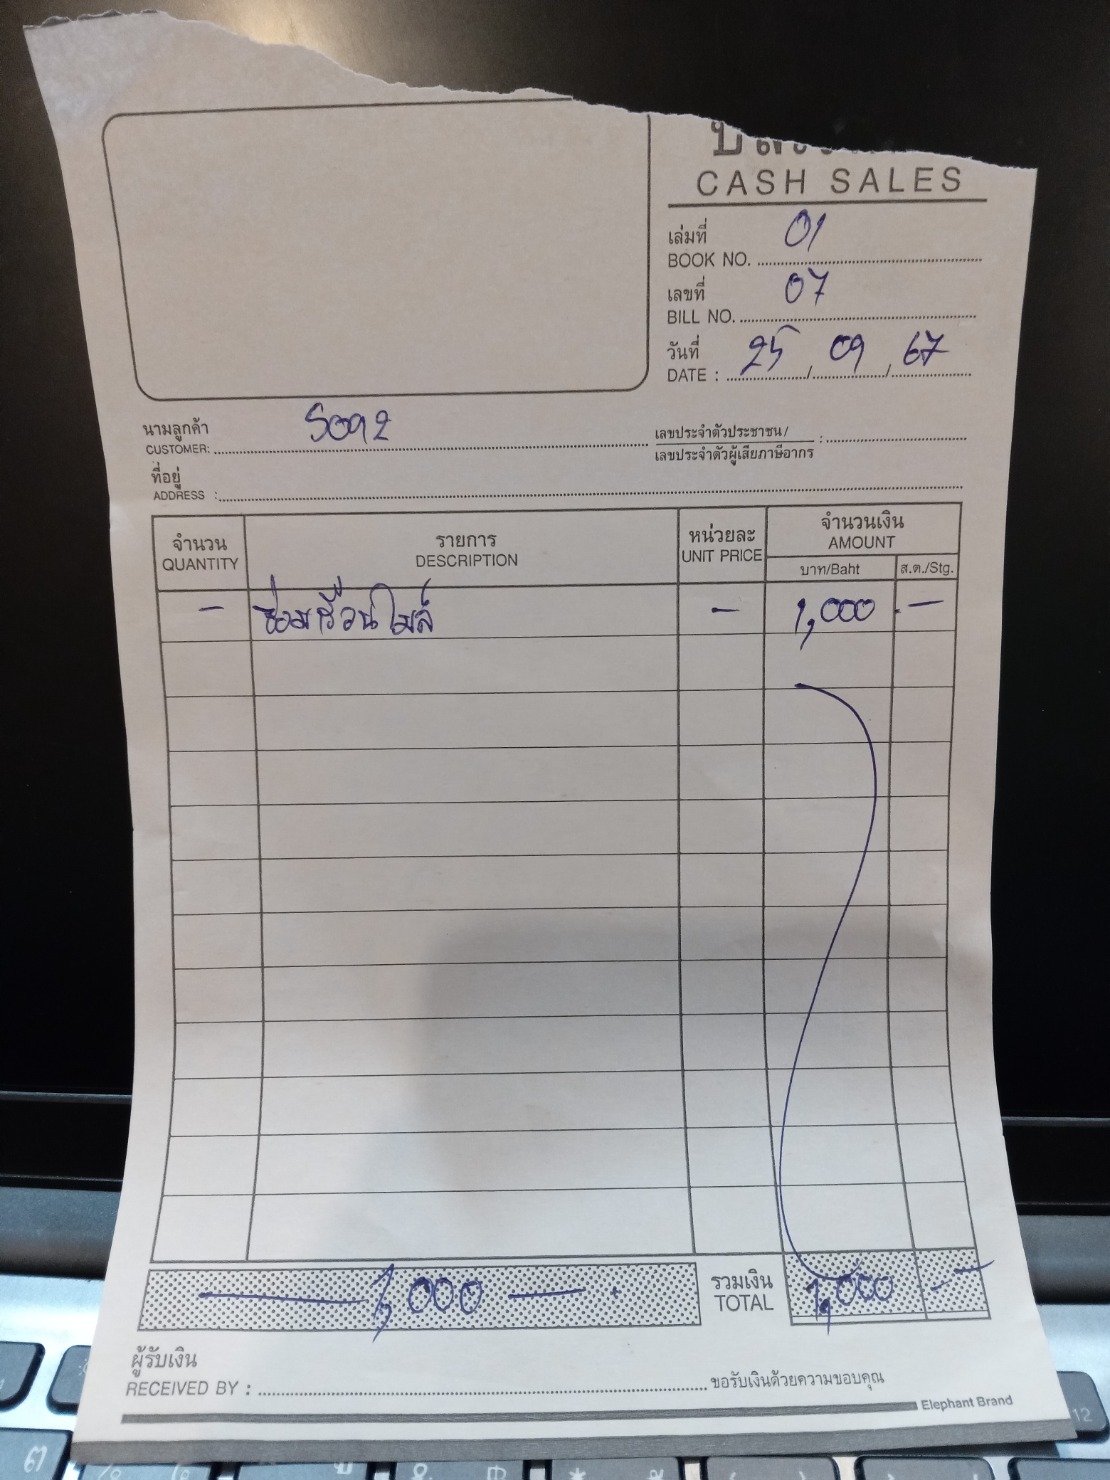 CASH SALES
เล่มที่ 01
BOOK NO.
เลขที่ 07
BILL NO.
วันที่ 25 09 67
DATE : / /
นามลูกค้า 5092
CUSTOMER:
เลขประจำตัวประชาชน/ :
เลขประจำตัวผู้เสียภาษีอากร
ที่อยู่
ADDRESS :
จำนวน รายการ หน่วยละ จำนวนเงิน
QUANTITY DESCRIPTION UNIT PRICE AMOUNT
บาท/Baht ส.ต./Stg.
- ซ่อมเรือนไมล์ - 1,000 .-
1,000 รวมเงิน 1,000 -
TOTAL
ผู้รับเงิน
RECEIVED BY : ขอรับเงินด้วยความขอบคุณ
Elephant Brand